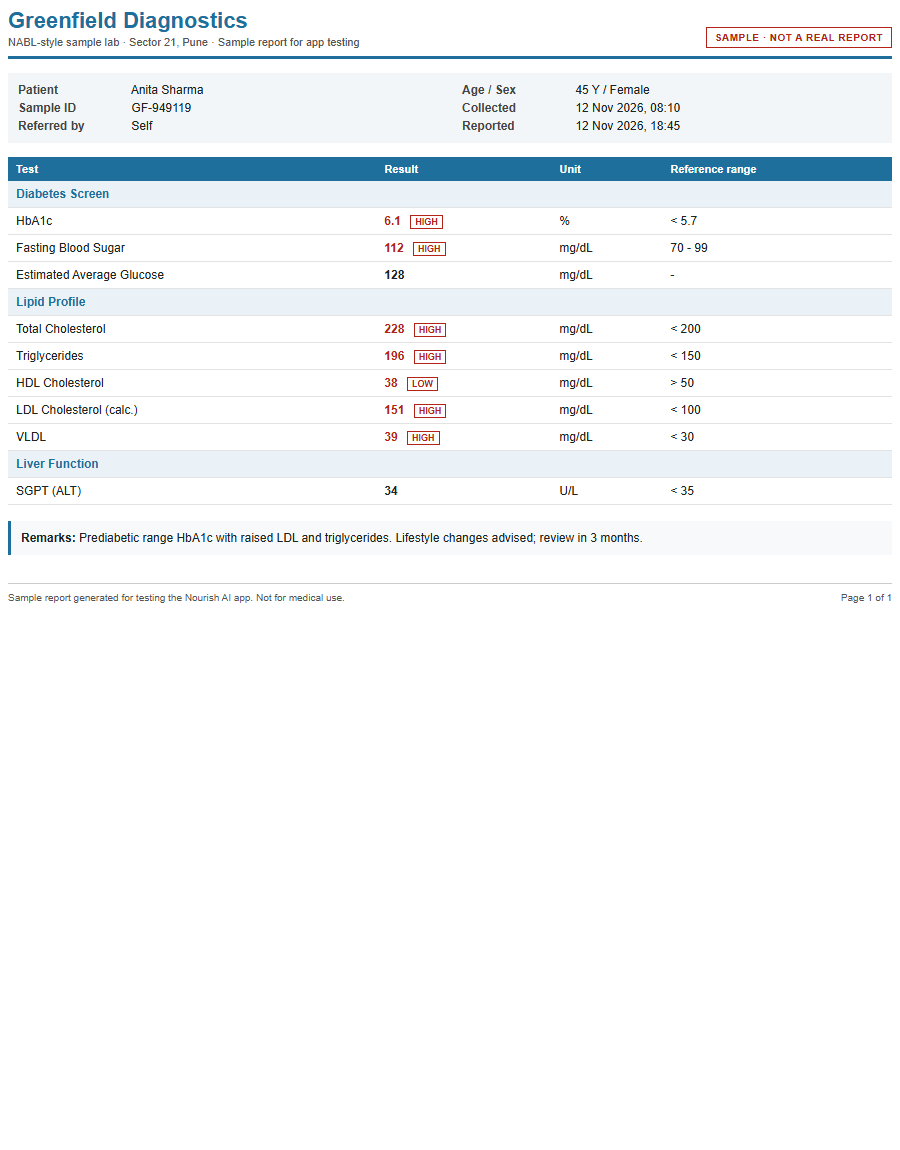 Greenfield Diagnostics
NABL-style sample lab · Sector 21, Pune · Sample report for app testing
SAMPLE · NOT A REAL REPORT
Patient Anita Sharma Age / Sex 45 Y / Female
Sample ID GF-949119 Collected 12 Nov 2026, 08:10
Referred by Self Reported 12 Nov 2026, 18:45
Test Result Unit Reference range
Diabetes Screen
HbA1c 6.1 HIGH % < 5.7
Fasting Blood Sugar 112 HIGH mg/dL 70 - 99
Estimated Average Glucose 128 mg/dL -
Lipid Profile
Total Cholesterol 228 HIGH mg/dL < 200
Triglycerides 196 HIGH mg/dL < 150
HDL Cholesterol 38 LOW mg/dL > 50
LDL Cholesterol (calc.) 151 HIGH mg/dL < 100
VLDL 39 HIGH mg/dL < 30
Liver Function
SGPT (ALT) 34 U/L < 35
Remarks: Prediabetic range HbA1c with raised LDL and triglycerides. Lifestyle changes advised; review in 3 months.
Sample report generated for testing the Nourish AI app. Not for medical use. Page 1 of 1